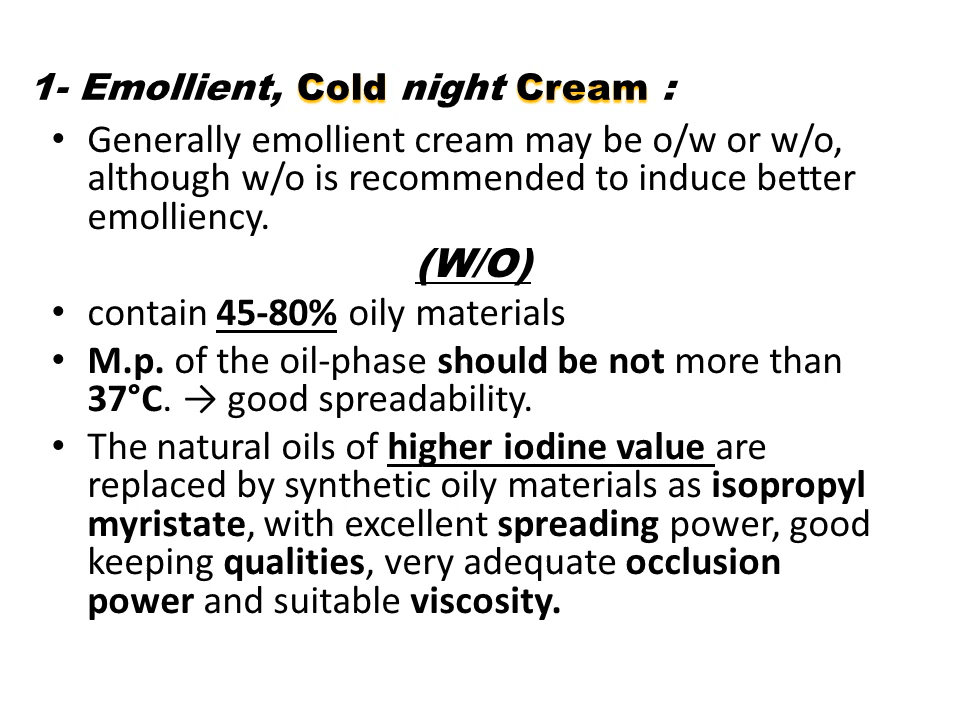 1- Emollient, Cold night Cream :
• Generally emollient cream may be o/w or w/o,
although w/o is recommended to induce better
emolliency.
(W/O)
• contain 45-80% oily materials
• M.p. of the oil-phase should be not more than
37°C. → good spreadability.
• The natural oils of higher iodine value are
replaced by synthetic oily materials as isopropyl
myristate, with excellent spreading power, good
keeping qualities, very adequate occlusion
power and suitable viscosity.